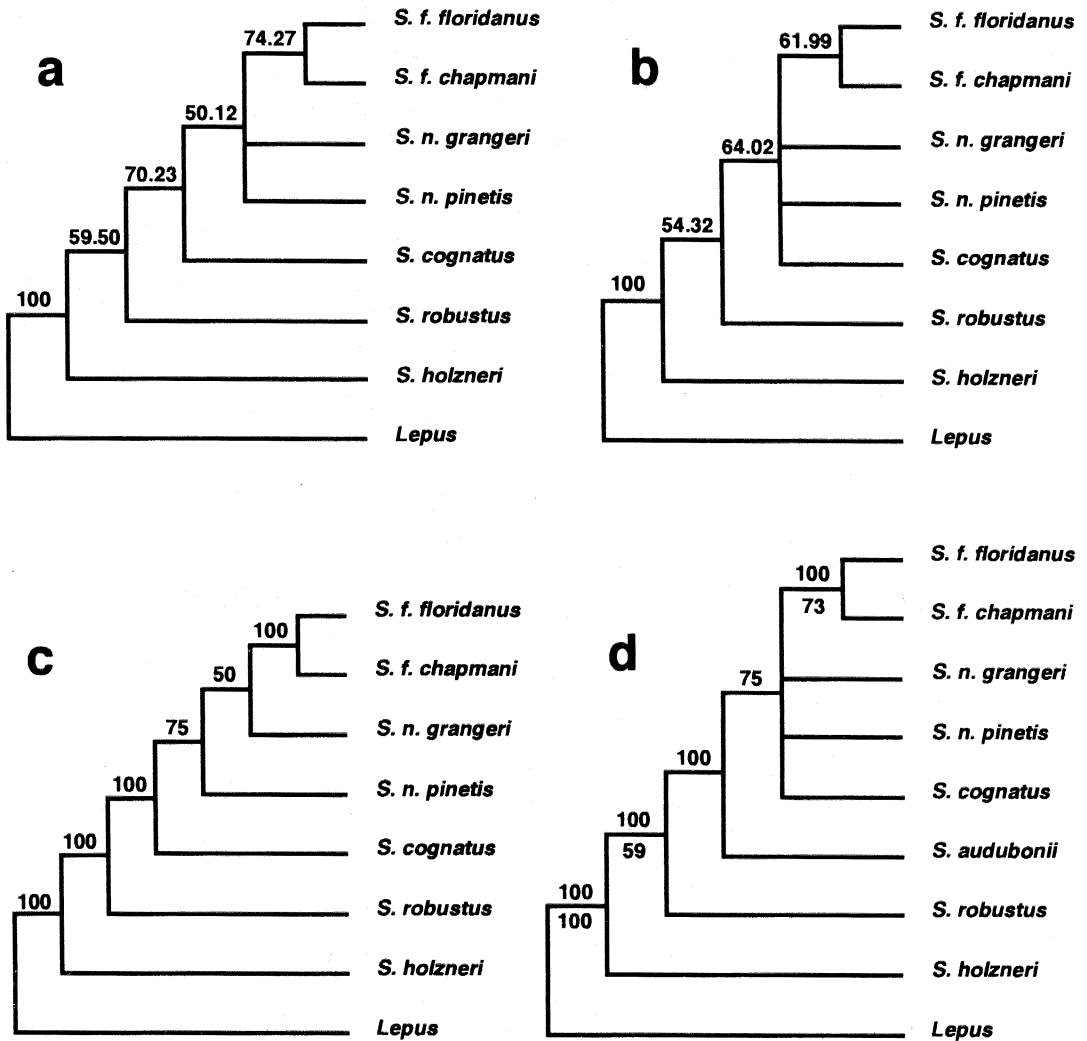 a
74.27
S. f. floridanus
S. f. chapmani
50.12
S. n. grangeri
70.23
S. n. pinetis
59.50
S. cognatus
100
S. robustus
S. holzneri
Lepus
b
61.99
S. f. floridanus
S. f. chapmani
64.02
S. n. grangeri
S. n. pinetis
54.32
S. cognatus
100
S. robustus
S. holzneri
Lepus
c
100
S. f. floridanus
S. f. chapmani
50
S. n. grangeri
75
S. n. pinetis
100
S. cognatus
100
S. robustus
100
S. holzneri
Lepus
d
100
73
S. f. floridanus
S. f. chapmani
75
S. n. grangeri
S. n. pinetis
100
S. cognatus
100
59
S. audubonii
100
100
S. robustus
S. holzneri
Lepus